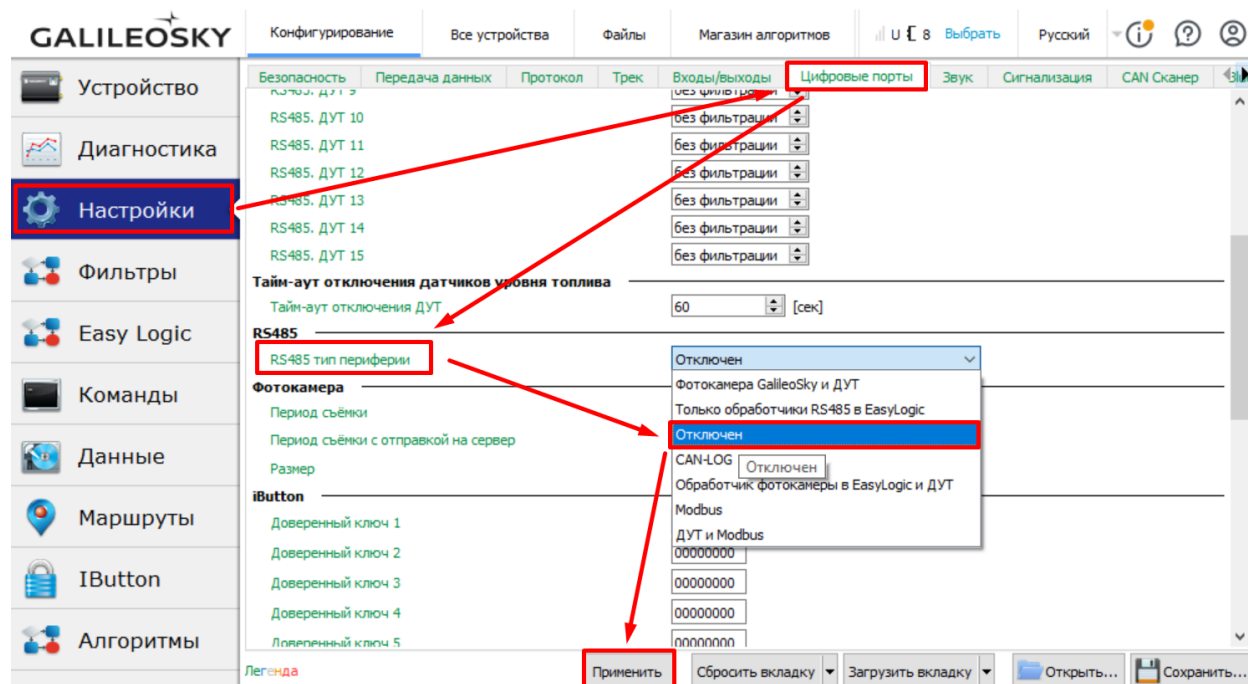 GALILEOSKY
Конфигурирование Все устройства Файлы Магазин алгоритмов 8 Выбрать Русский
Безопасность Передача данных Протокол Трек Входы/выходы Цифровые порты Звук Сигнализация CAN Сканер
Устройство
Диагностика
Настройки
Фильтры
Easy Logic
Команды
Данные
Маршруты
IButton
Алгоритмы
RS485. ДУТ 9 без фильтрации
RS485. ДУТ 10 без фильтрации
RS485. ДУТ 11 без фильтрации
RS485. ДУТ 12 без фильтрации
RS485. ДУТ 13 без фильтрации
RS485. ДУТ 14 без фильтрации
RS485. ДУТ 15 без фильтрации
Тайм-аут отключения датчиков уровня топлива
Тайм-аут отключения ДУТ 60 [сек]
RS485
RS485 тип периферии Отключен
Фотокамера GalileoSky и ДУТ
Только обработчики RS485 в EasyLogic
Отключен
CAN-LOG
Отключен
Обработчик фотокамеры в EasyLogic и ДУТ
Modbus
ДУТ и Modbus
Фотокамера
Период съёмки
Период съёмки с отправкой на сервер
Размер
iButton
Доверенный ключ 1
Доверенный ключ 2 00000000
Доверенный ключ 3 00000000
Доверенный ключ 4 00000000
Доверенный ключ 5 00000000
Легенда Применить Сбросить вкладку Загрузить вкладку Открыть... Сохранить...